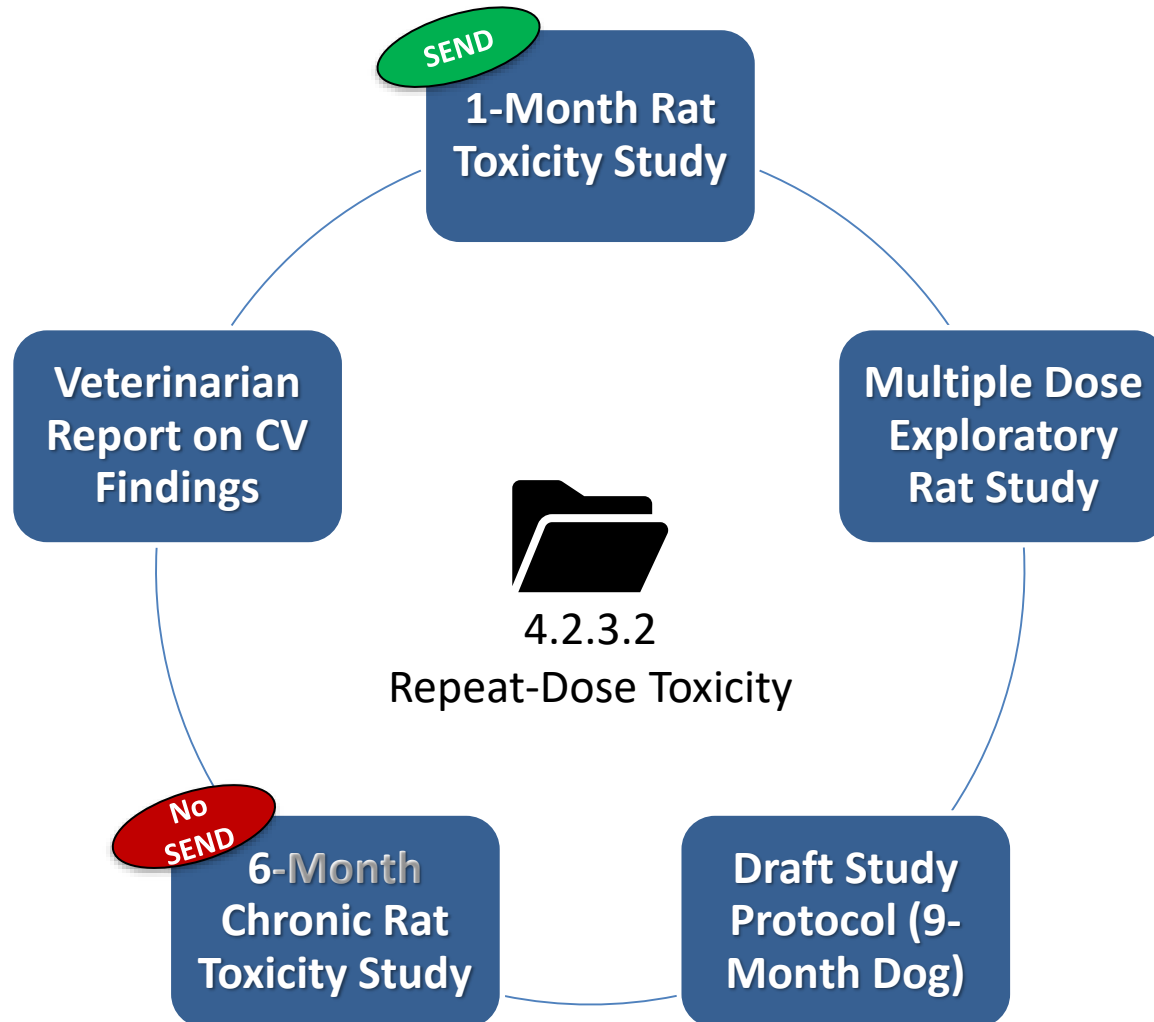 SEND
1-Month Rat
Toxicity Study
Multiple Dose
Exploratory
Rat Study
Draft Study
Protocol (9-
Month Dog)
No
SEND
6-Month
Chronic Rat
Toxicity Study
Veterinarian
Report on CV
Findings
4.2.3.2
Repeat-Dose Toxicity